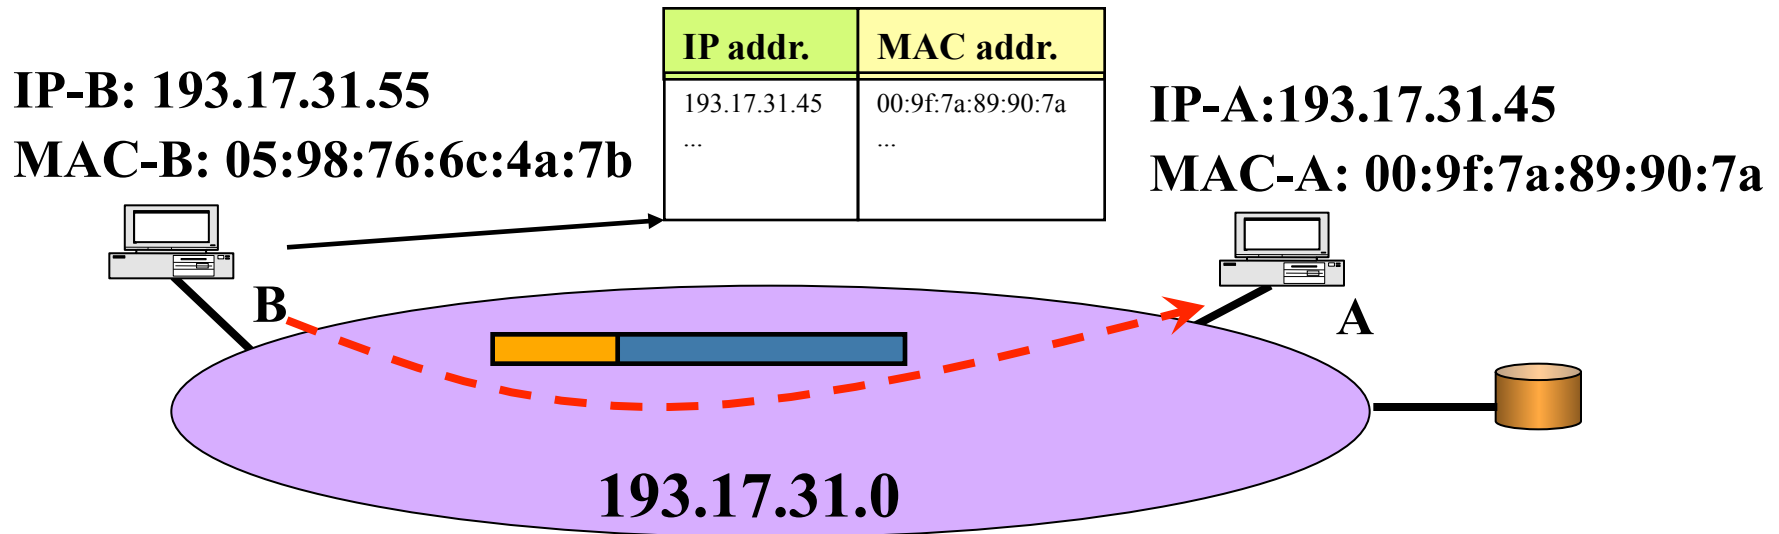 IP addr. MAC addr.
193.17.31.45 00:9f:7a:89:90:7a
... ...
IP-B: 193.17.31.55
MAC-B: 05:98:76:6c:4a:7b
IP-A:193.17.31.45
MAC-A: 00:9f:7a:89:90:7a
B
A
193.17.31.0